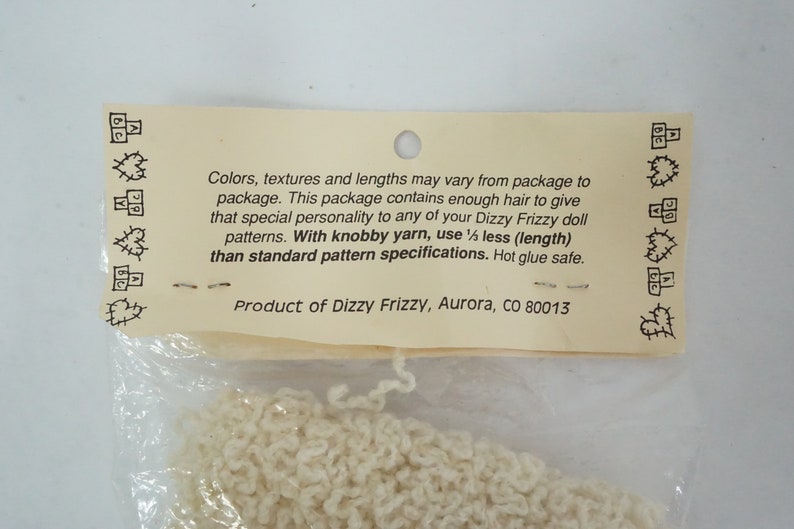 Colors, textures and lengths may vary from package to
package. This package contains enough hair to give
that special personality to any of your Dizzy Frizzy doll
patterns. With knobby yarn, use ⅓ less (length)
than standard pattern specifications. Hot glue safe.
Product of Dizzy Frizzy, Aurora, CO 80013
A
B C
C B
A
A
B C
A
B C
C B
A
A
B C